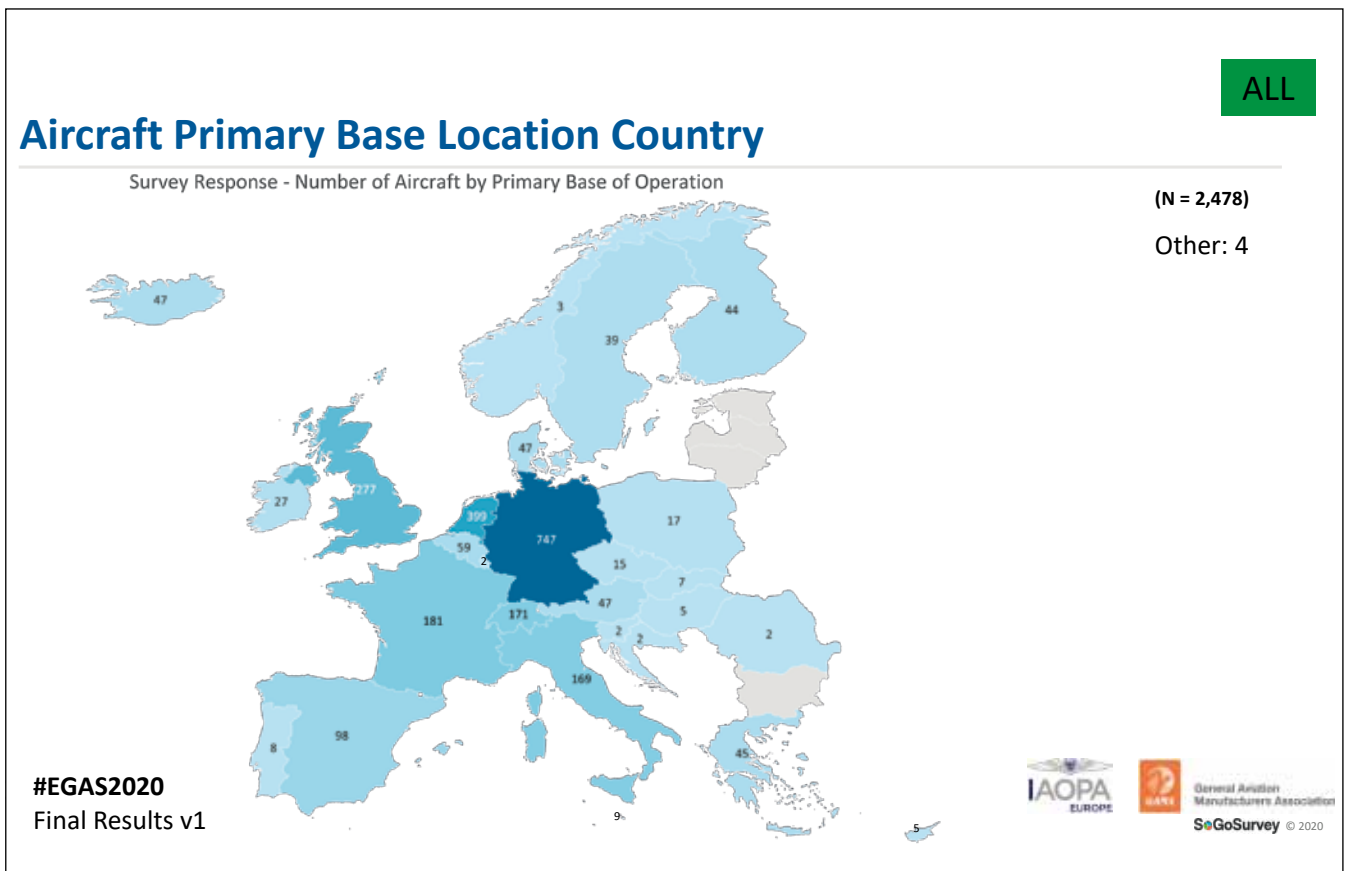 ALL
Aircraft Primary Base Location Country
Survey Response - Number of Aircraft by Primary Base of Operation
(N = 2,478)
Other: 4
47
3
44
39
47
277
27
399
747
17
59
2
15
7
47
5
181
171
2
2
2
169
98
8
45
9
5
#EGAS2020
Final Results v1
IAOPA
EUROPE
General Aviation
Manufacturers Association
SoGoSurvey © 2020